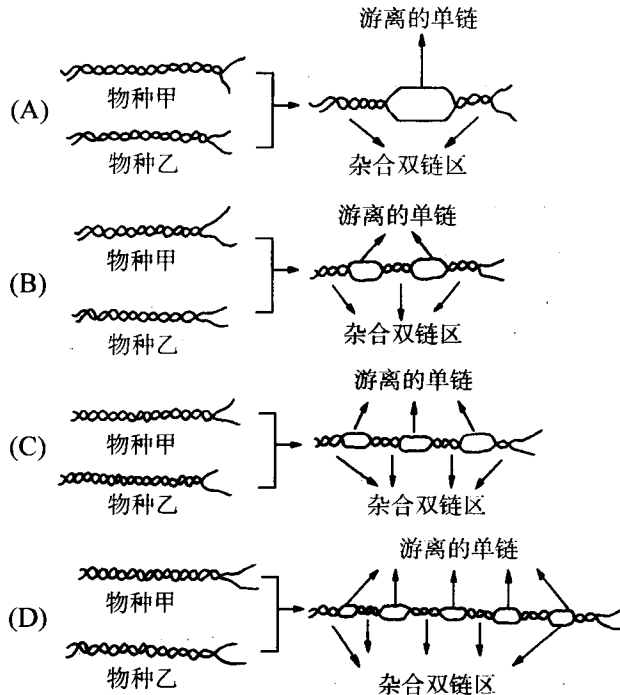 游离的单链
物种甲
(A)
物种乙
杂合双链区
游离的单链
物种甲
(B)
物种乙
杂合双链区
游离的单链
物种甲
(C)
物种乙
杂合双链区
游离的单链
物种甲
(D)
物种乙
杂合双链区